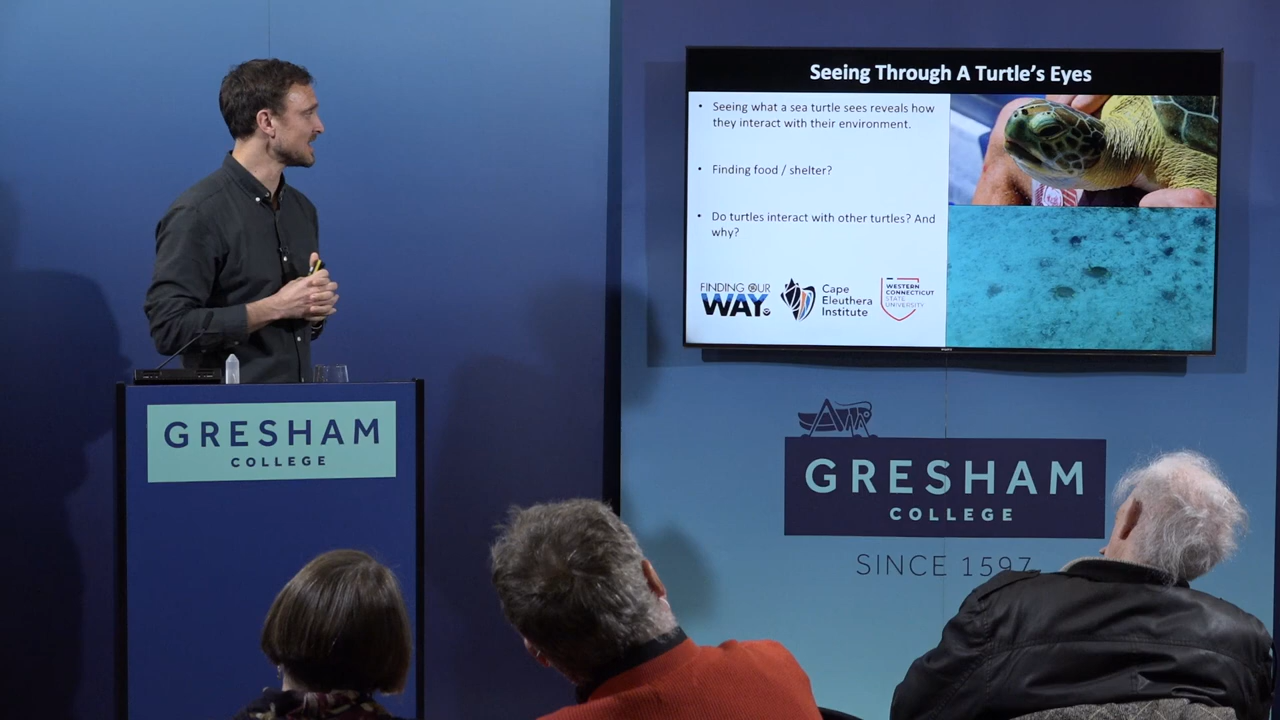 Seeing Through A Turtle's Eyes
• Seeing what a sea turtle sees reveals how
they interact with their environment.
• Finding food / shelter?
• Do turtles interact with other turtles? And
why?
FINDING OUR
WAY
Cape
Eleuthera
Institute
WESTERN
CONNECTICUT
STATE
UNIVERSITY
GRESHAM
COLLEGE
GRESHAM
COLLEGE
SINCE 1597